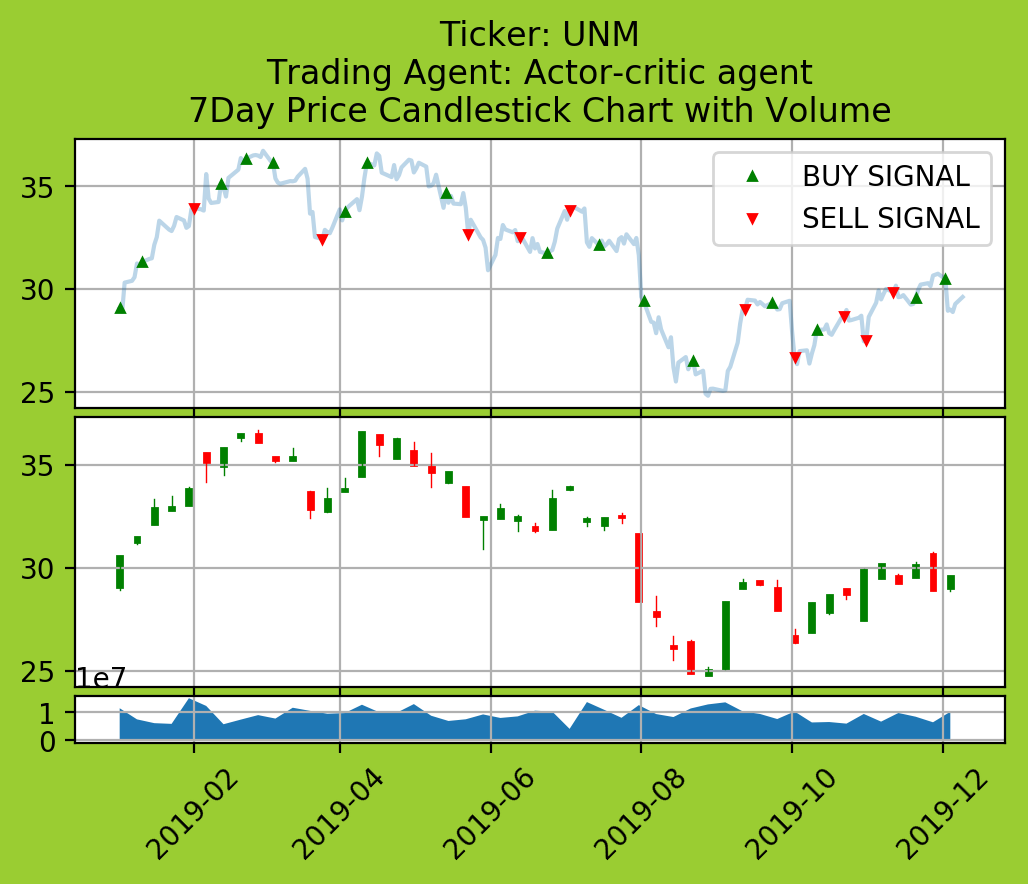 Ticker: UNM
Trading Agent: Actor-critic agent
7Day Price Candlestick Chart with Volume
BUY SIGNAL
SELL SIGNAL
35
30
25
35
30
25
1e7
1
0
2019-02
2019-04
2019-06
2019-08
2019-10
2019-12